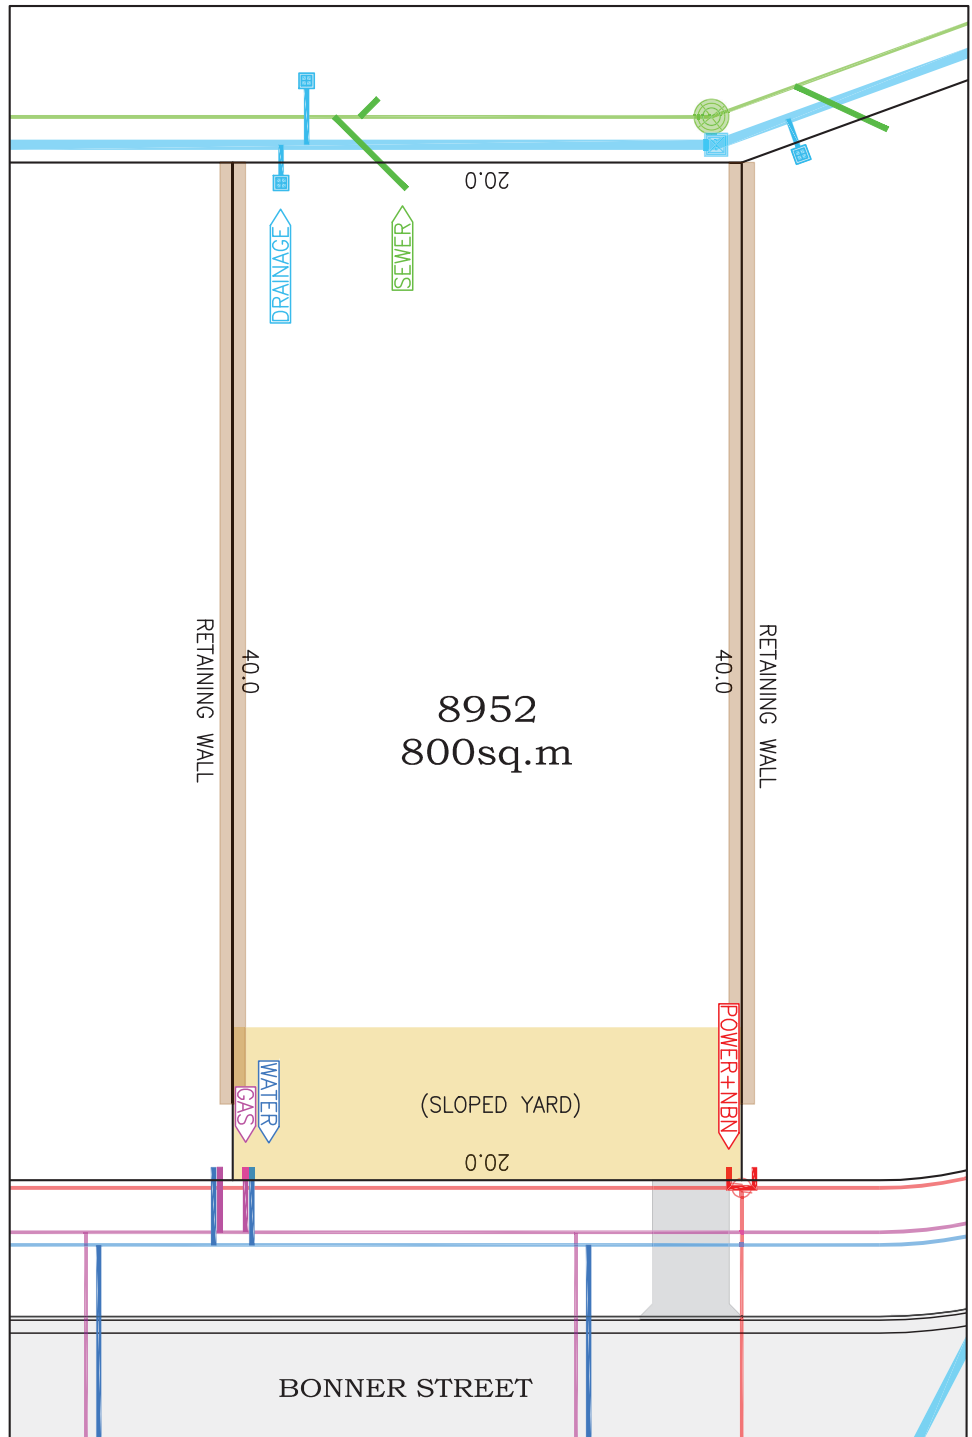 20.0
DRAINAGE
SEWER
RETAINING WALL
40.0
40.0
RETAINING WALL
8952
800sq.m
POWER+NBN
WATER
GAS
(SLOPED YARD)
20.0
BONNER STREET